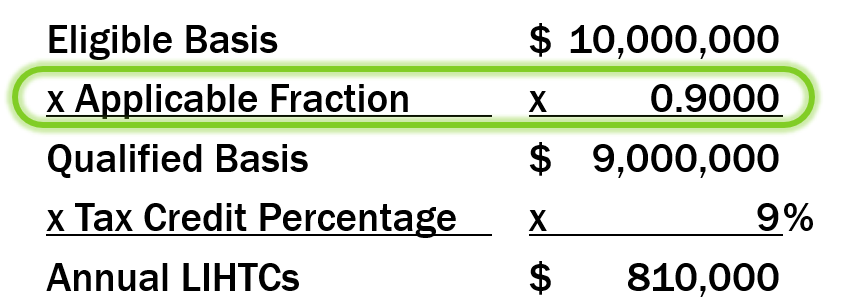 Eligible Basis $ 10,000,000
x Applicable Fraction x 0.9000
Qualified Basis $ 9,000,000
x Tax Credit Percentage x 9%
Annual LIHTCs $ 810,000